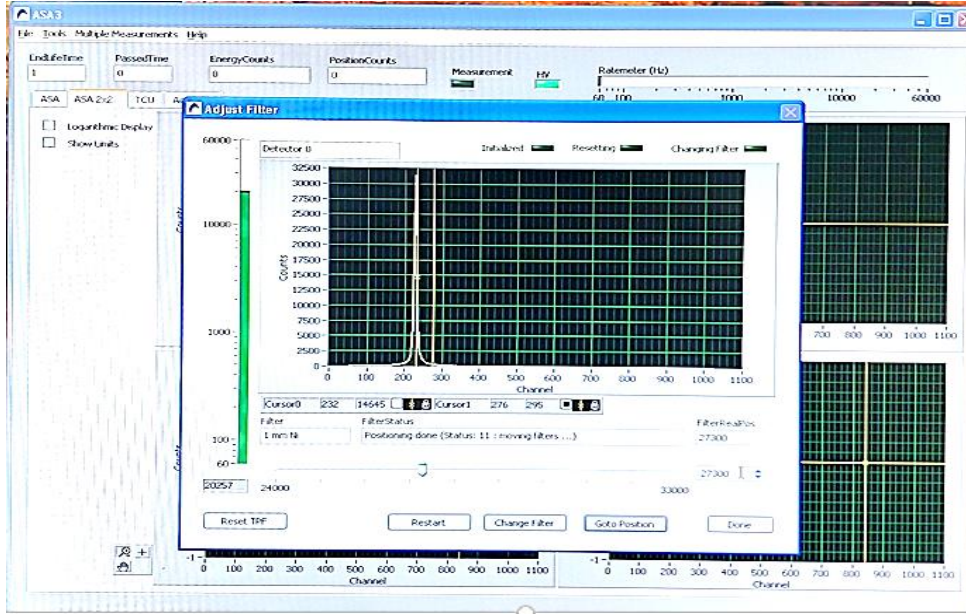 ASA3
File Tools Multiple Measurements Help
EndLifeTime PassedTime EnergyCounts PositionCounts Measurement HV Ratemeter (Hz)
1 0 0 0
60 100 1000 10000 60000
ASA ASA 2x2 TCU
Logarithmic Display
Show Limits
Adjust Filter
60000
10000
1000
100
60
20257
Detector 0 Initialized Resetting Changing Filter
32500
30000
27500
25000
22500
20000
17500
15000
12500
10000
7500
5000
2500
0
Counts
0 100 200 300 400 500 600 700 800 900 1000 1100
Channel
Cursor0 232 14645 Cursor1 276 295
Filter FilterStatus FilterRealPos
1 mm Ni Positioning done (Status: 11 : moving filters ...) 27300
27300
24000 33000
Reset TPF Restart Change Filter Goto Position Done
Counts
Counts
700 800 900 1000 1100
-1
0 100 200 300 400 500 600 700 800 900 1000 1100
Channel
-1
0 100 200 300 400 500 600 700 800 900 1000 1100
Channel